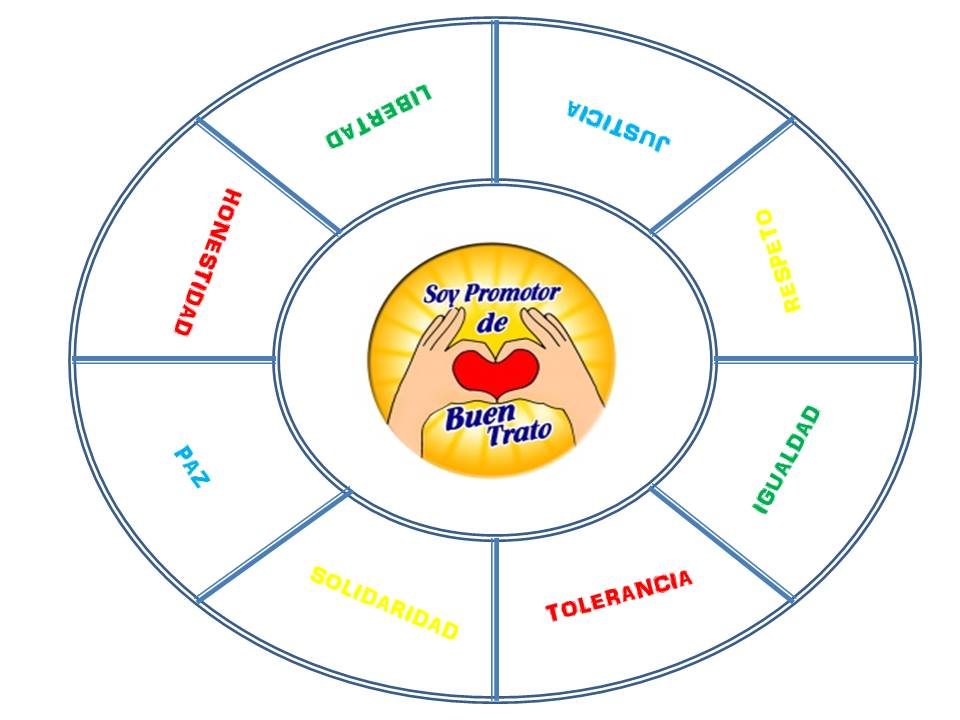 LIBERTAD
JUSTICIA
RESPETO
IGUALDAD
TOLERANCIA
SOLIDARIDAD
PAZ
HONESTIDAD
Soy Promotor
de
Buen
Trato